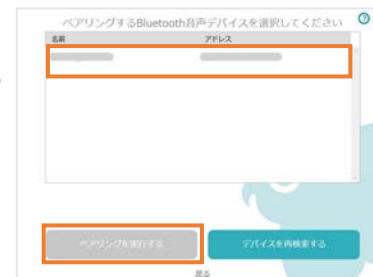 ペアリングするBluetooth音声デバイスを選択してください
名前 アドレス
ペアリングを実行する デバイスを再検索する
戻る